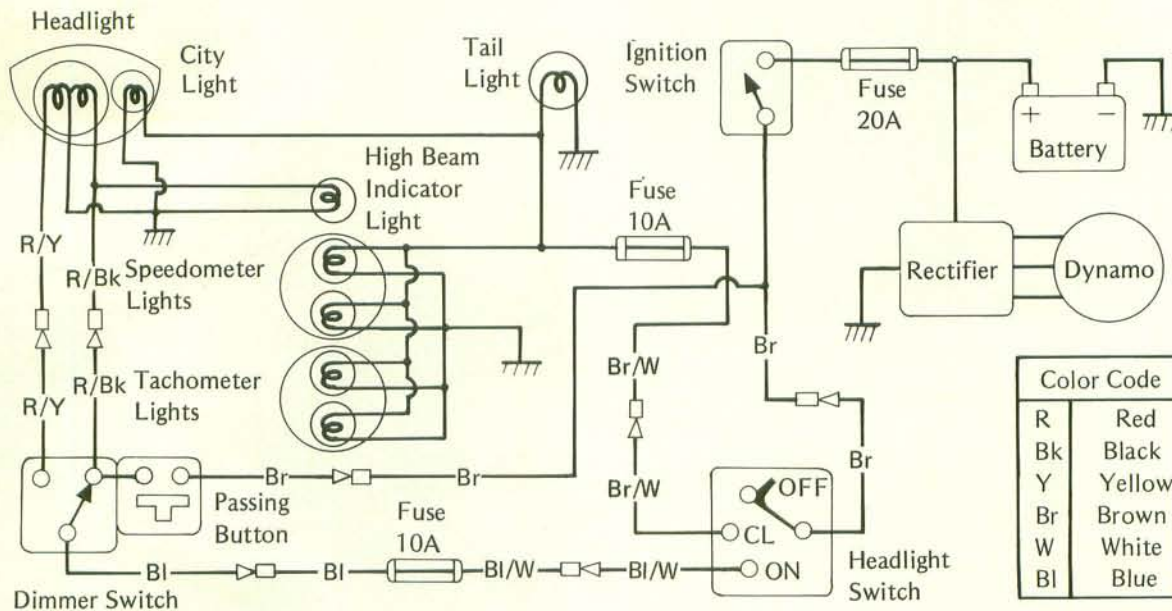 Headlight
City
Light
Tail
Light
Ignition
Switch
Fuse
20A
+
−
Battery
High Beam
Indicator
Light
Fuse
10A
R/Y
R/Bk
Speedometer
Lights
Rectifier
Dynamo
Br/W
Br
R/Y
R/Bk
Tachometer
Lights
Br
Br
Br/W
Br
Passing
Button
Fuse
10A
OFF
CL
ON
Headlight
Switch
Bl
Bl
Bl/W
Bl/W
Dimmer Switch
Color Code
R Red
Bk Black
Y Yellow
Br Brown
W White
Bl Blue